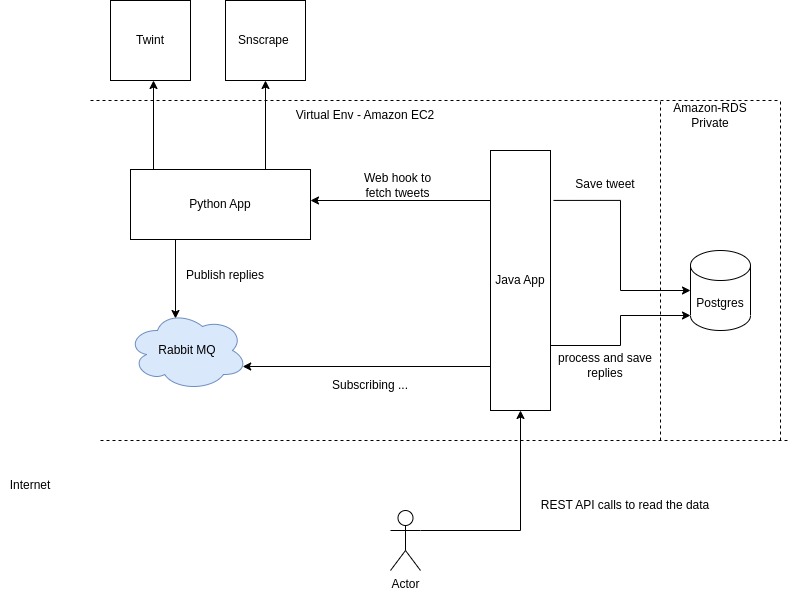 Twint
Snscrape
Virtual Env - Amazon EC2
Amazon-RDS
Private
Web hook to
fetch tweets
Save tweet
Python App
Publish replies
Java App
Postgres
Rabbit MQ
process and save
replies
Subscribing ...
Internet
REST API calls to read the data
Actor